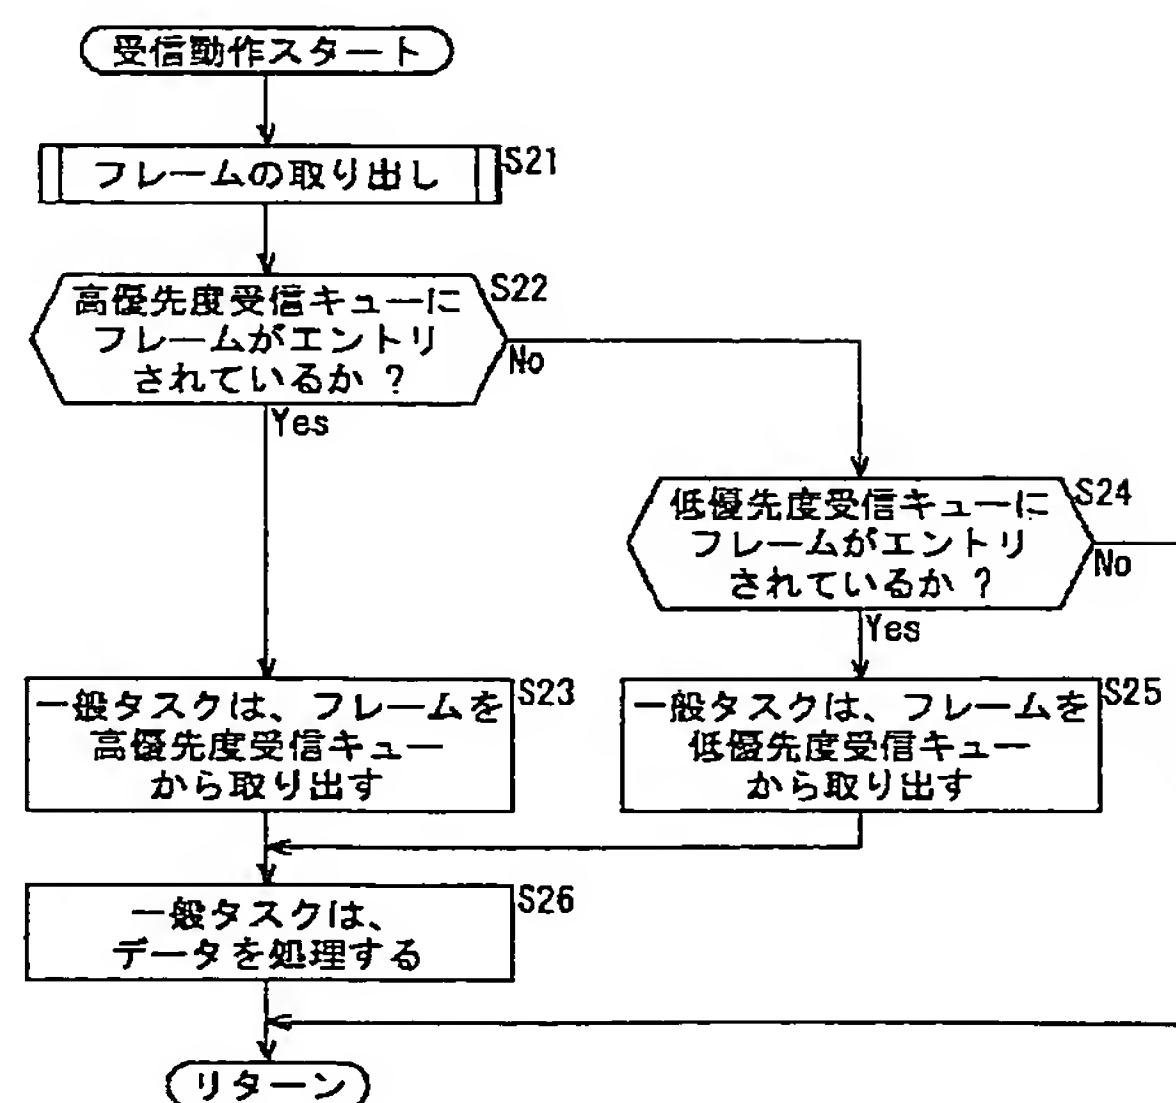 受信動作スタート
フレームの取り出し
S21
高優先度受信キューに
フレームがエントリ
されているか ?
S22
No
Yes
低優先度受信キューに
フレームがエントリ
されているか ?
S24
No
Yes
一般タスクは、フレームを
高優先度受信キュー
から取り出す
S23
一般タスクは、フレームを
低優先度受信キュー
から取り出す
S25
一般タスクは、
データを処理する
S26
リターン